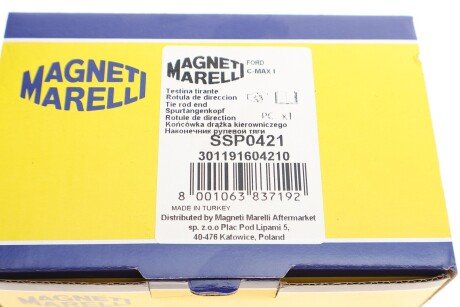 MAGNETI
MARELLI
MAGNETI
MARELLI
FORD
C-MAX I
Testina tirante
Rotula de direccion
Tie rod end
Spurtangenkopf
Rotule de direction
PC x1
Końcówka drążka kierowniczego
Наконечник рулевой тяги
SSP0421
301191604210
8 001063 837192
MADE IN TURKEY
Distributed by Magneti Marelli Aftermarket
sp. z.o.o Plac Pod Lipami 5,
40-476 Katowice, Poland